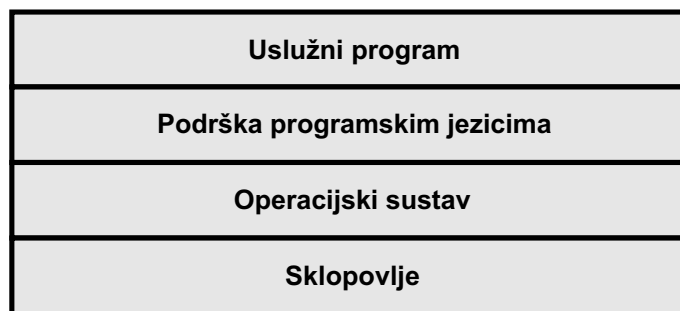 Uslužni program
Podrška programskim jezicima
Operacijski sustav
Sklopovlje